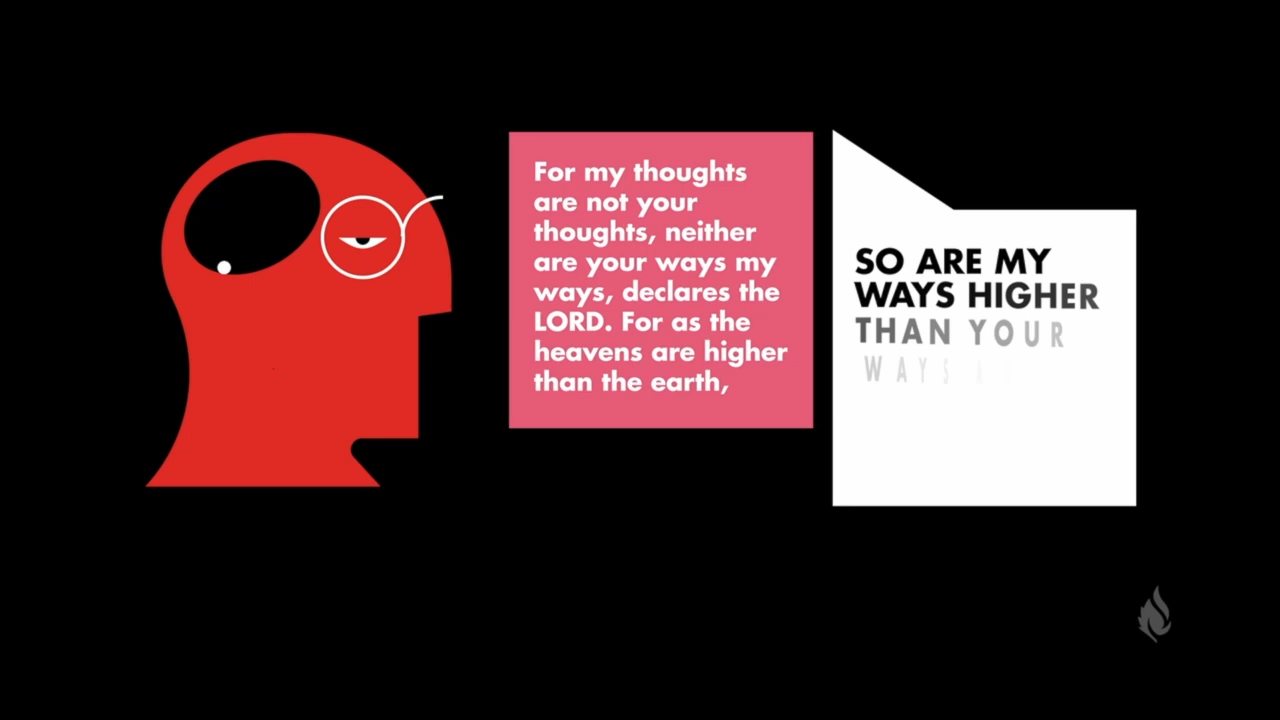 For my thoughts
are not your
thoughts, neither
are your ways my
ways, declares the
LORD. For as the
heavens are higher
than the earth,
SO ARE MY
WAYS HIGHER
THAN YOUR
WAYS